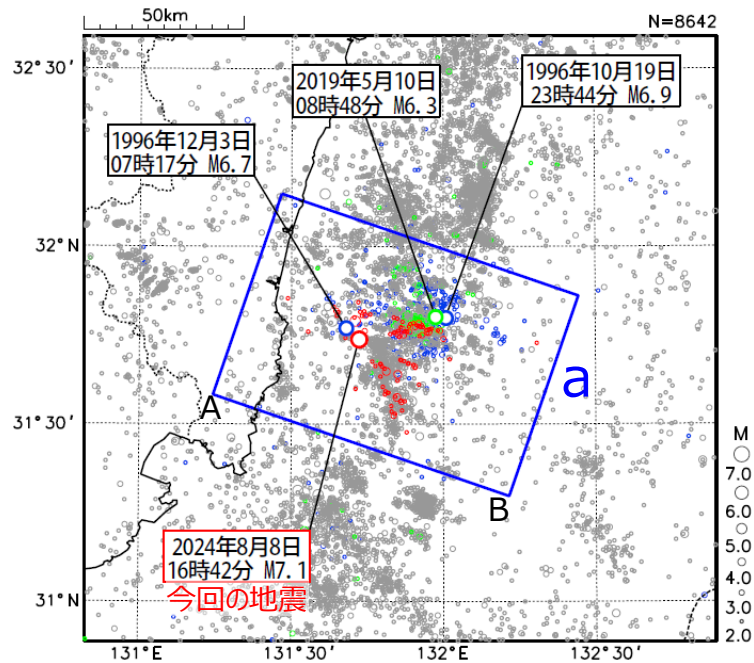 50km
N=8642
32°30′
2019年5月10日
08時48分 M6.3
1996年10月19日
23時44分 M6.9
1996年12月3日
07時17分 M6.7
32°N
a
31°30′
A
B
M
7.0
6.0
5.0
4.0
3.0
2.0
2024年8月8日
16時42分 M7.1
今回の地震
31°N
131°E
131°30′
132°E
132°30′